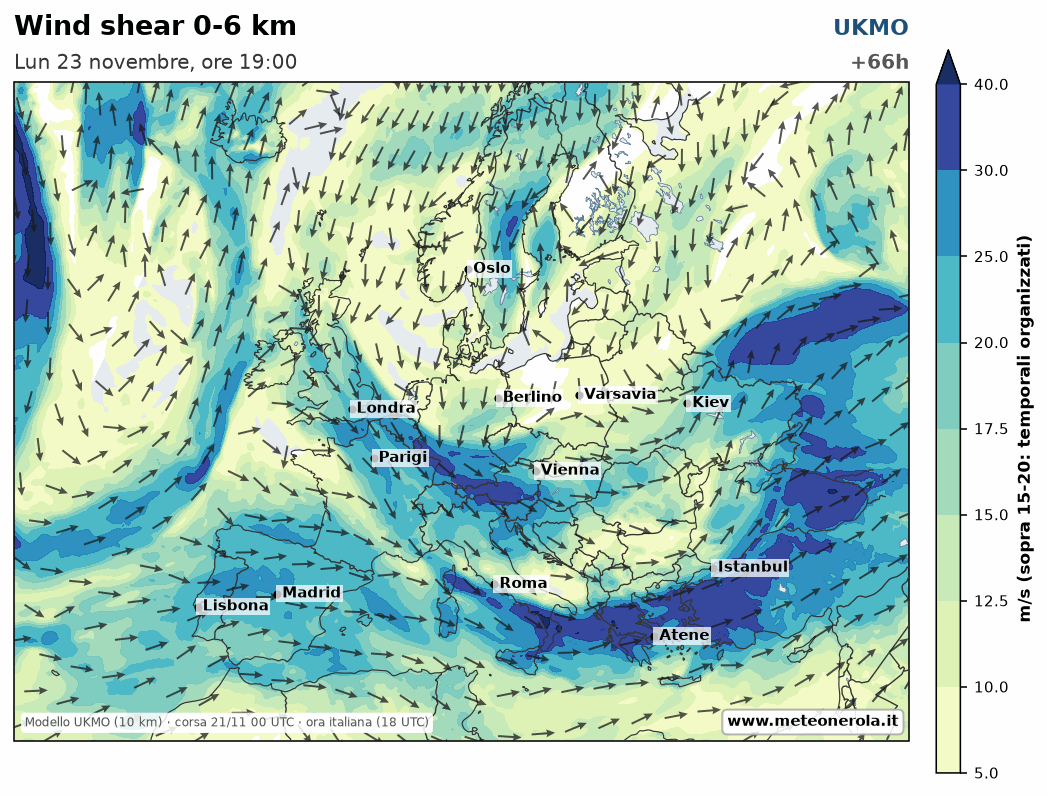 Wind shear 0-6 km
UKMO
Lun 23 novembre, ore 19:00
+66h
Oslo
Londra
Berlino
Varsavia
Kiev
Parigi
Vienna
Istanbul
Roma
Madrid
Lisbona
Atene
Modello UKMO (10 km) · corsa 21/11 00 UTC · ora italiana (18 UTC)
www.meteonerola.it
40.0
30.0
25.0
20.0
17.5
15.0
12.5
10.0
5.0
m/s (sopra 15-20: temporali organizzati)